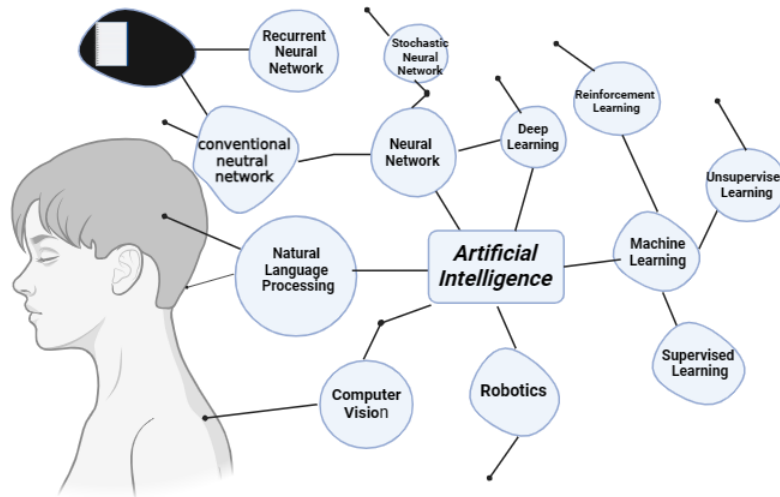 Recurrent
Neural
Network
Stochastic
Neural
Network
Reinforcement
Learning
conventional
neutral
network
Neural
Network
Deep
Learning
Unsupervise
Learning
Natural
Language
Processing
Artificial
Intelligence
Machine
Learning
Supervised
Learning
Computer
Vision
Robotics